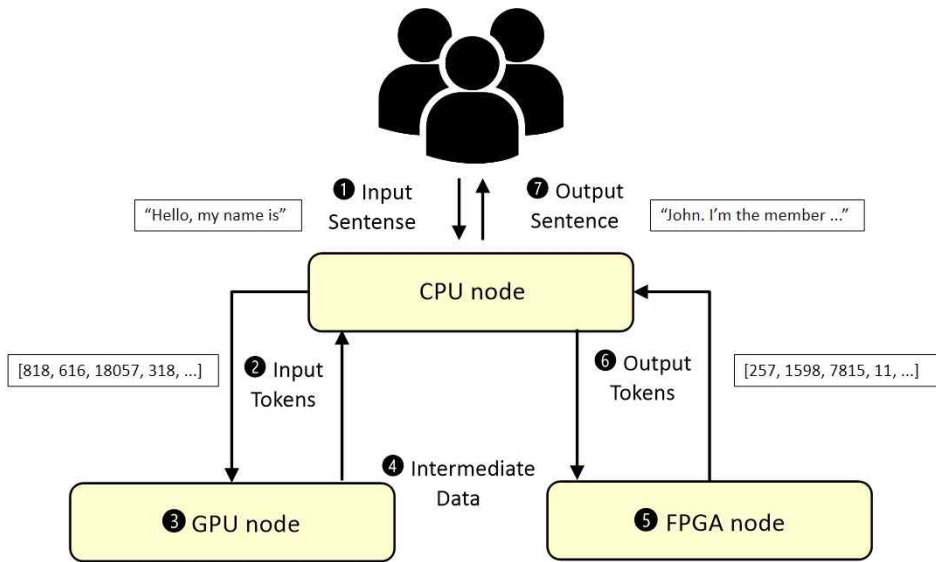 ❶ Input
Sentense
❼ Output
Sentence
“Hello, my name is”
“John. I’m the member ...”
CPU node
[818, 616, 18057, 318, ...]
❷ Input
Tokens
❻ Output
Tokens
[257, 1598, 7815, 11, ...]
❹ Intermediate
Data
❸ GPU node
❺ FPGA node